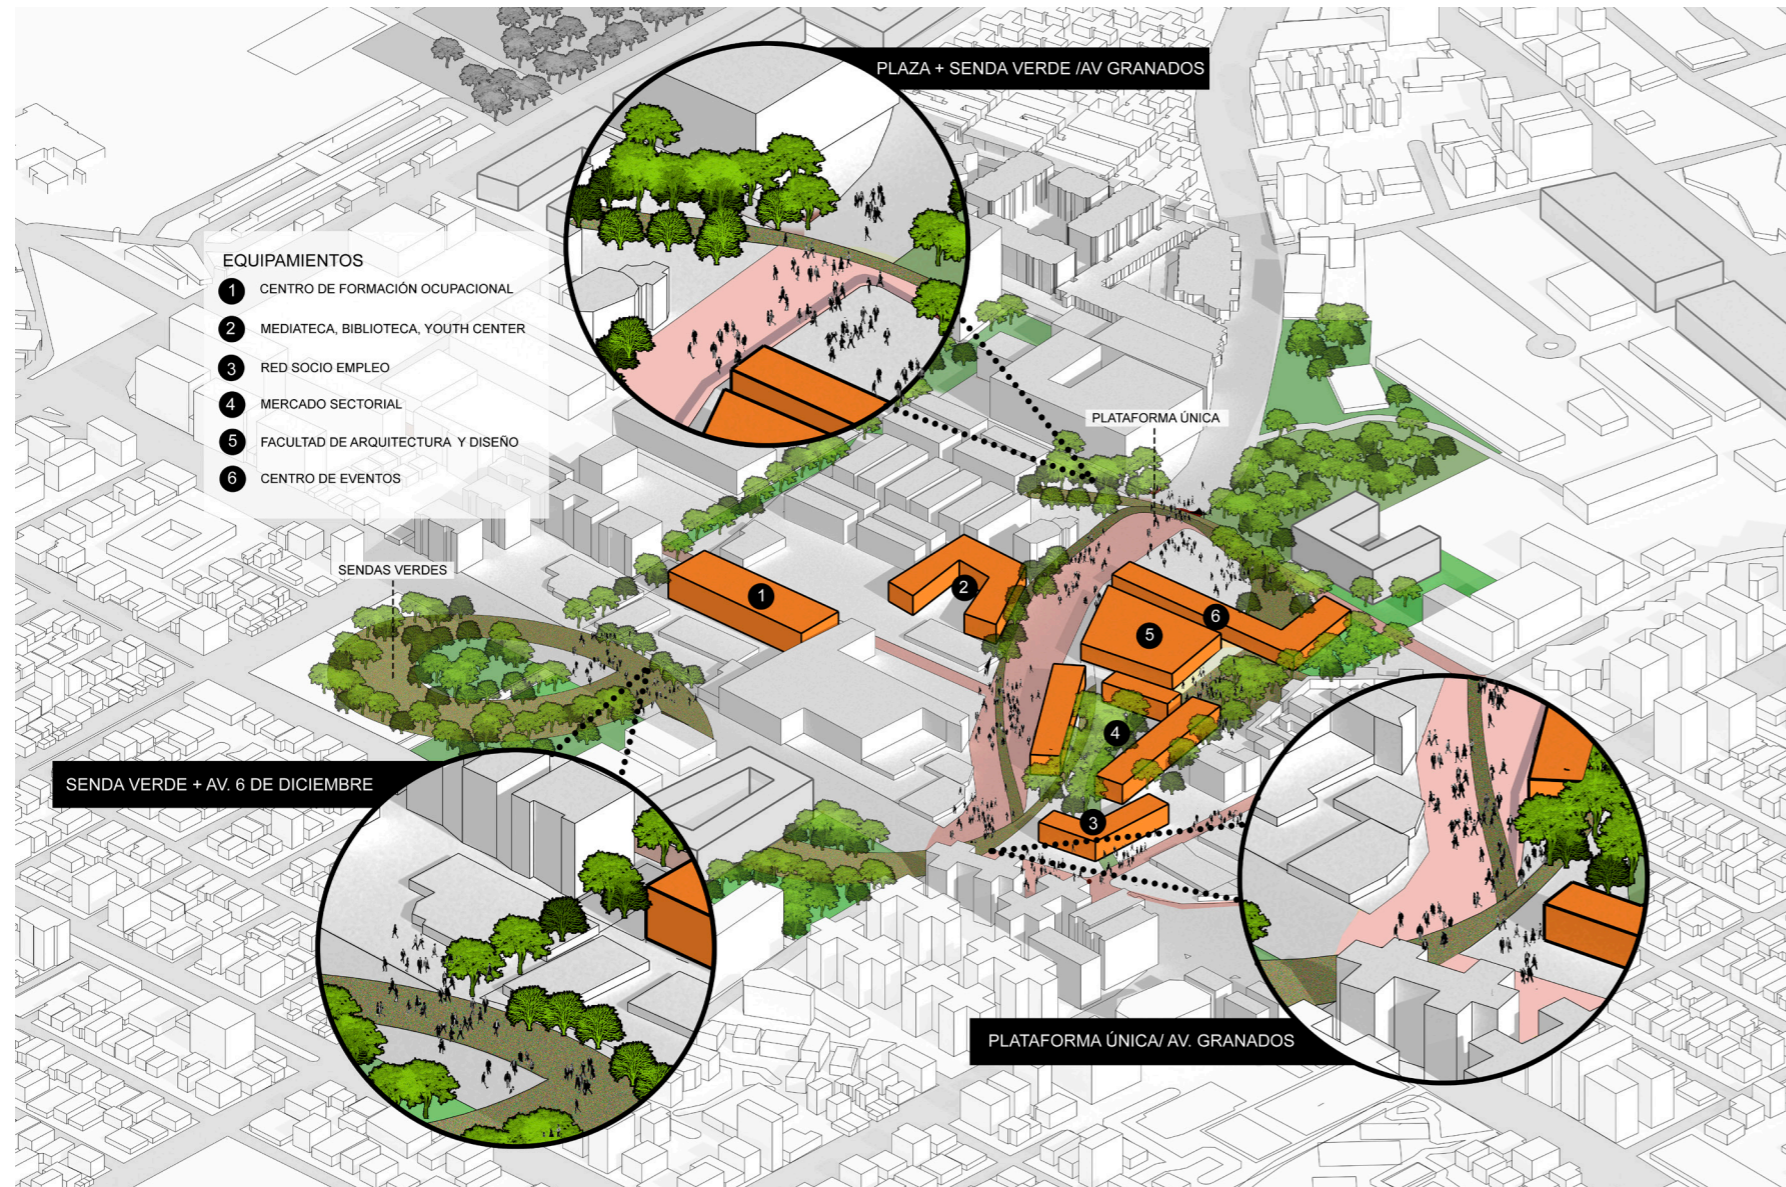 PLAZA + SENDA VERDE /AV GRANADOS
EQUIPAMIENTOS
1 CENTRO DE FORMACIÓN OCUPACIONAL
2 MEDIATECA, BIBLIOTECA, YOUTH CENTER
3 RED SOCIO EMPLEO
4 MERCADO SECTORIAL
5 FACULTAD DE ARQUITECTURA Y DISEÑO
6 CENTRO DE EVENTOS
PLATAFORMA ÚNICA
SENDAS VERDES
1
2
6
5
4
3
SENDA VERDE + AV. 6 DE DICIEMBRE
PLATAFORMA ÚNICA/ AV. GRANADOS